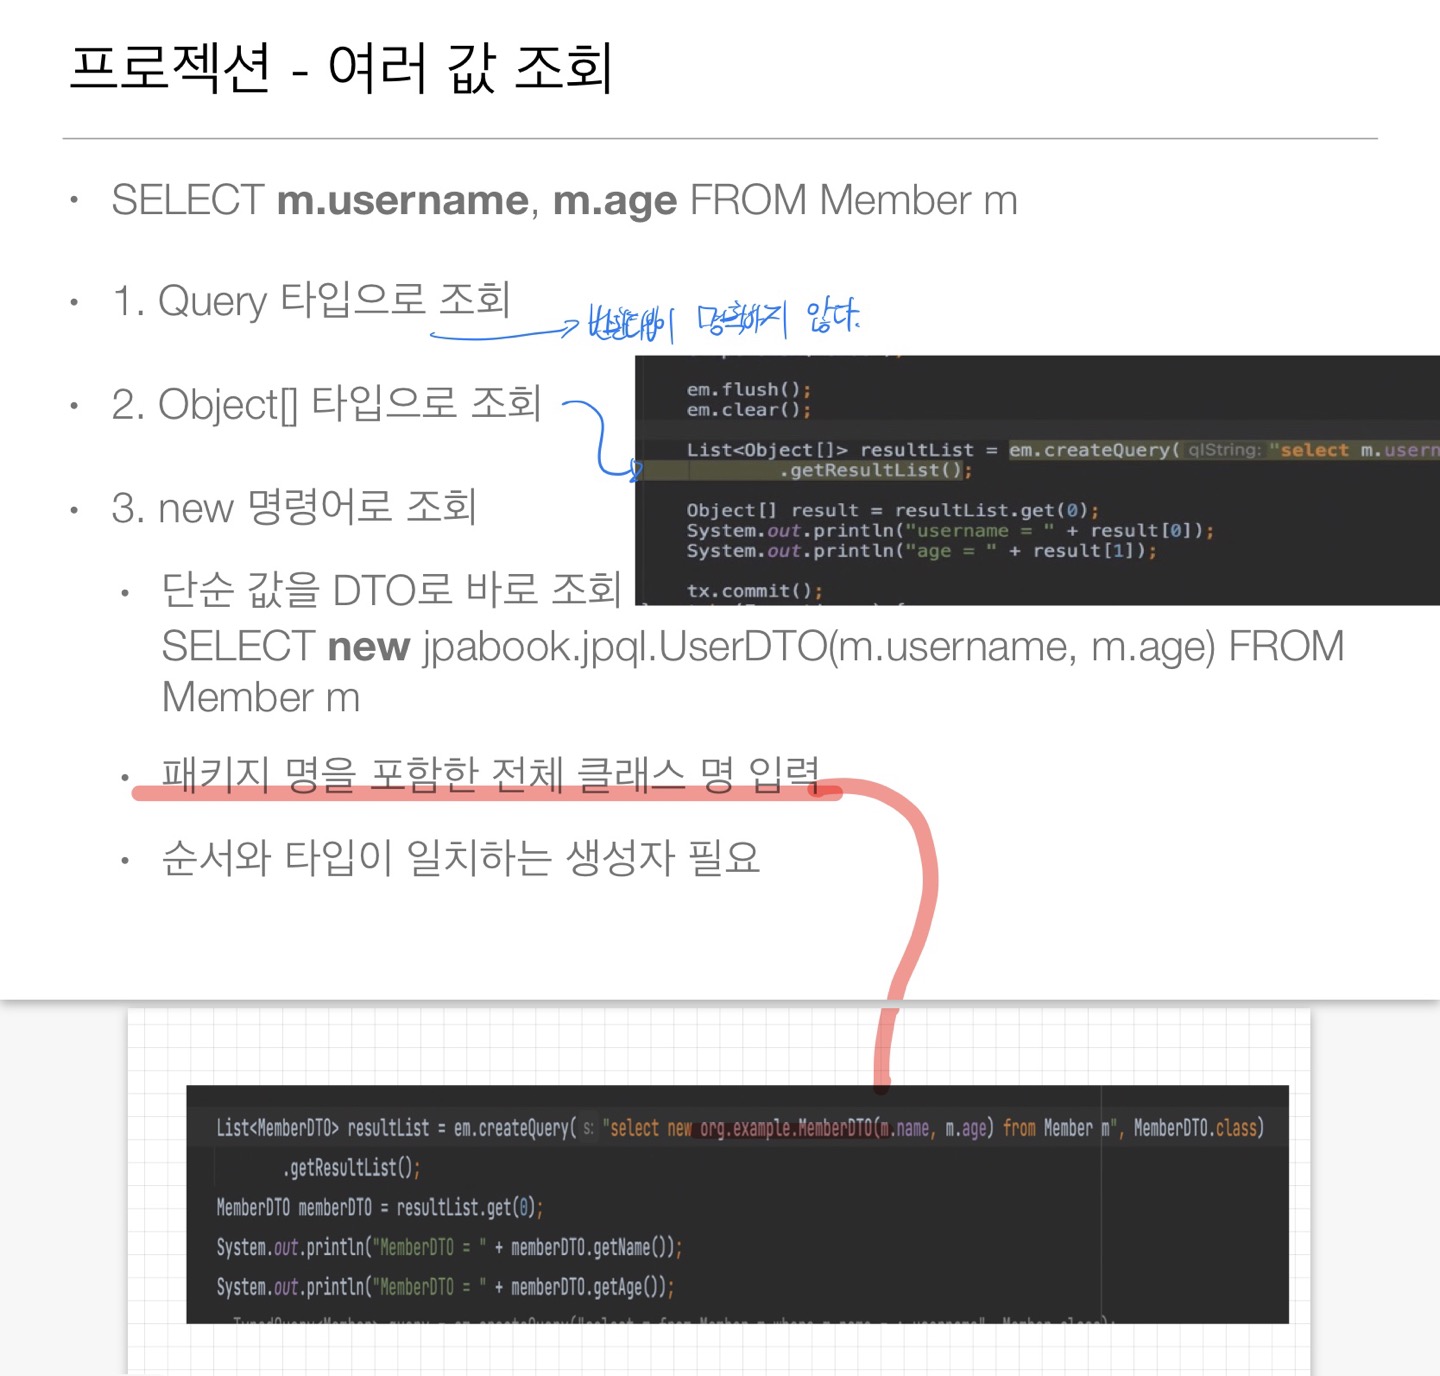 프로젝션 - 여러 값 조회
• SELECT m.username, m.age FROM Member m
• 1. Query 타입으로 조회
반환타입이 명확하지 않다.
• 2. Object[] 타입으로 조회
• 3. new 명령어로 조회
em.flush();
em.clear();
List<Object[]> resultList = em.createQuery( qlString: "select m.usern
.getResultList();
Object[] result = resultList.get(0);
System.out.println("username = " + result[0]);
System.out.println("age = " + result[1]);
tx.commit();
• 단순 값을 DTO로 바로 조회
SELECT new jpabook.jpql.UserDTO(m.username, m.age) FROM
Member m
• 패키지 명을 포함한 전체 클래스 명 입력
• 순서와 타입이 일치하는 생성자 필요
List<MemberDTO> resultList = em.createQuery( s: "select new org.example.MemberDTO(m.name, m.age) from Member m", MemberDTO.class)
.getResultList();
MemberDTO memberDTO = resultList.get(0);
System.out.println("MemberDTO = " + memberDTO.getName());
System.out.println("MemberDTO = " + memberDTO.getAge());